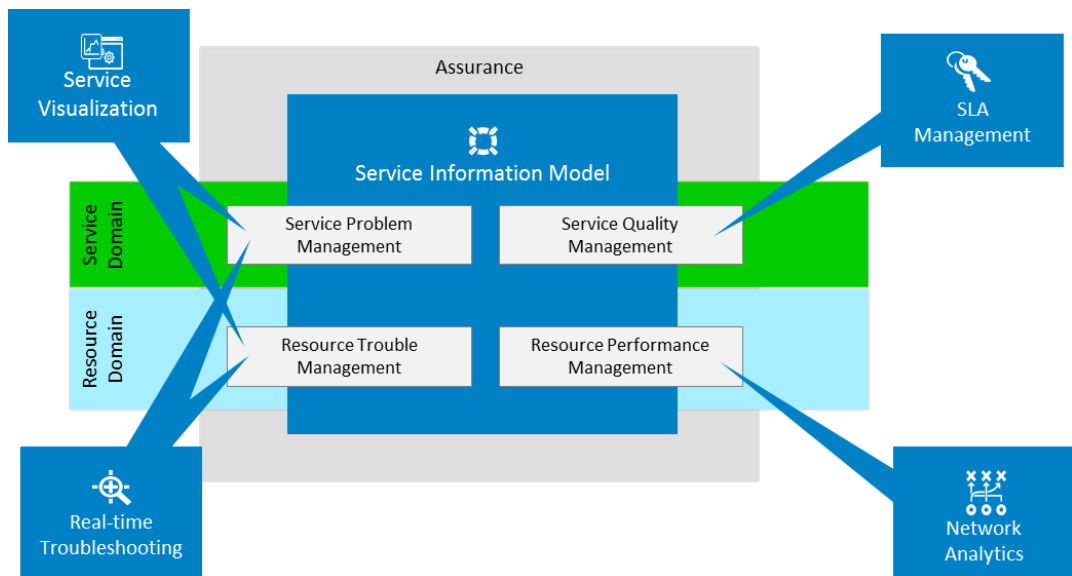 Service
Visualization
Assurance
SLA
Management
Service Information Model
Service
Domain
Service Problem
Management
Service Quality
Management
Resource
Domain
Resource Trouble
Management
Resource Performance
Management
Real-time
Troubleshooting
Network
Analytics